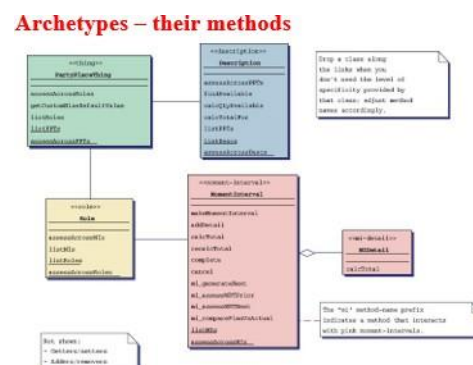 Archetypes – their methods
<<thing>>
PartyPlaceThing
assessAcrossRoles
getCustomElseDefaultValue
listRoles
listPPTs
assessAcrossPPTs
<<description>>
Description
assessAcrossPPTs
findAvailable
calcQtyAvailable
calcTotalFor
listPPTs
listDescs
assessAcrossDescs
Drop a class along
the links when you
don't need the level of
specificity provided by
that class; adjust method
names accordingly.
<<role>>
Role
assessAcrossMIs
listMIs
listRoles
assessAcrossRoles
<<moment-interval>>
MomentInterval
makeMomentInterval
addDetail
calcTotal
recalcTotal
complete
cancel
mi_generateNext
mi_assessWRTPrior
mi_assessWRTNext
mi_comparePlanVsActual
listMIs
assessAcrossMIs
<<mi-detail>>
MIDetail
calcTotal
The "mi" method-name prefix
indicates a method that interacts
with pink moment-intervals.
Not shown:
- Getters/setters
- Adders/removers